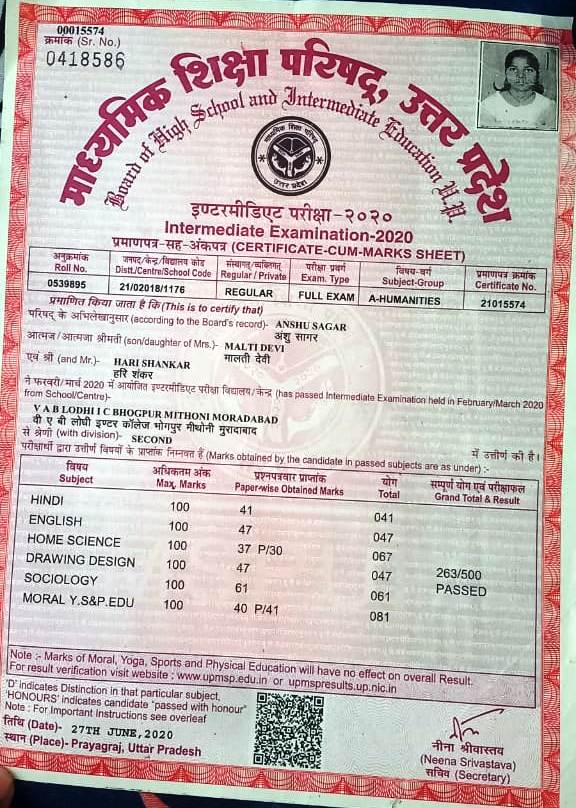 00015574
क्रमांक (Sr. No.)
0418586
माध्यमिक शिक्षा परिषद्, उत्तर प्रदेश
Board of High School and Intermediate Education U.P.
माध्यमिक शिक्षा परिषद्
उत्तर प्रदेश
इण्टरमीडिएट परीक्षा-२०२०
Intermediate Examination-2020
प्रमाणपत्र-सह-अंकपत्र (CERTIFICATE-CUM-MARKS SHEET)
अनुक्रमांक जनपद/केन्द्र/विद्यालय कोड संस्थागत/व्यक्तिगत परीक्षा प्रवर्ग विषय-वर्ग प्रमाणपत्र क्रमांक
Roll No. Distt./Centre/School Code Regular / Private Exam. Type Subject-Group Certificate No.
0539895 21/02018/1176 REGULAR FULL EXAM A-HUMANITIES 21015574
प्रमाणित किया जाता है कि (This is to certify that)
परिषद् के अभिलेखानुसार (according to the Board's record)- ANSHU SAGAR
अंशु सागर
आत्मज/आत्मजा श्रीमती (son/daughter of Mrs.)- MALTI DEVI
मालती देवी
एवं श्री (and Mr.)- HARI SHANKAR
हरि शंकर
ने फरवरी/मार्च 2020 में आयोजित इण्टरमीडिएट परीक्षा विद्यालय/केन्द्र (has passed Intermediate Examination held in February/March 2020
from School/Centre)-
V A B LODHI I C BHOGPUR MITHONI MORADABAD
वी ए बी लोधी इण्टर कॉलेज भोगपुर मीथोनी मुरादाबाद
से श्रेणी (with division)- SECOND में उत्तीर्ण की है।
परीक्षार्थी द्वारा उत्तीर्ण विषयों के प्राप्तांक निम्नवत हैं (Marks obtained by the candidate in passed subjects are as under) :-
विषय अधिकतम अंक प्रश्नपत्रवार प्राप्तांक योग सम्पूर्ण योग एवं परीक्षाफल
Subject Max. Marks Paper-wise Obtained Marks Total Grand Total & Result
HINDI 100 41 041
ENGLISH 100 47 047
HOME SCIENCE 100 37 P/30 067
DRAWING DESIGN 100 47 047 263/500
SOCIOLOGY 100 61 061 PASSED
MORAL Y.S&P.EDU 100 40 P/41 081
Note :- Marks of Moral, Yoga, Sports and Physical Education will have no effect on overall Result.
For result verification visit website : www.upmsp.edu.in or upmspresults.up.nic.in
'D' indicates Distinction in that particular subject,
'HONOURS' indicates candidate "passed with honour"
Note : For Important Instructions see overleaf
तिथि (Date)- 27TH JUNE, 2020
स्थान (Place)- Prayagraj, Uttar Pradesh
नीना श्रीवास्तव
(Neena Srivastava)
सचिव (Secretary)